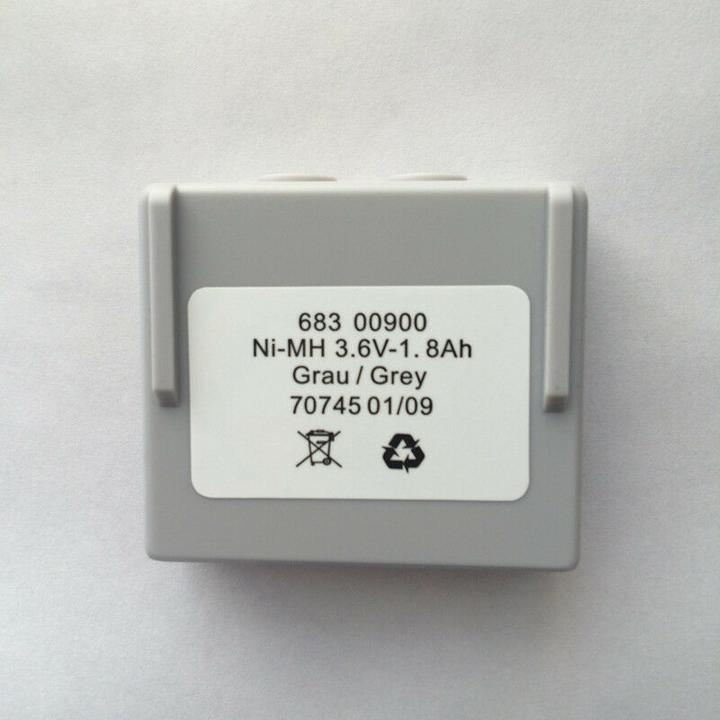 683 00900
Ni-MH 3.6V-1.8Ah
Grau / Grey
70745 01/09